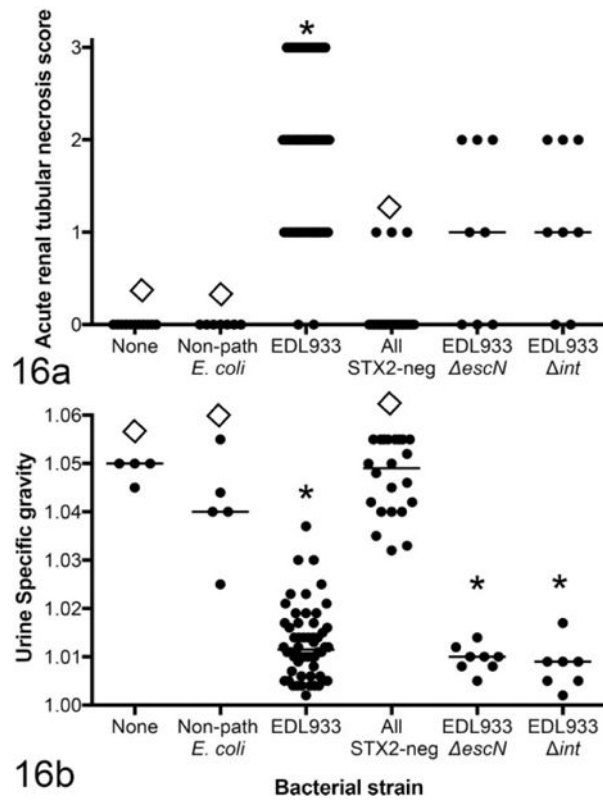 Acute renal tubular necrosis score
3
2
1
0
*
None
Non-path
E. coli
EDL933
All
STX2-neg
EDL933
ΔescN
EDL933
Δint
16a
Urine Specific gravity
1.06
1.05
1.04
1.03
1.02
1.01
1.00
*
*
*
None
Non-path
E. coli
EDL933
All
STX2-neg
EDL933
ΔescN
EDL933
Δint
16b
Bacterial strain